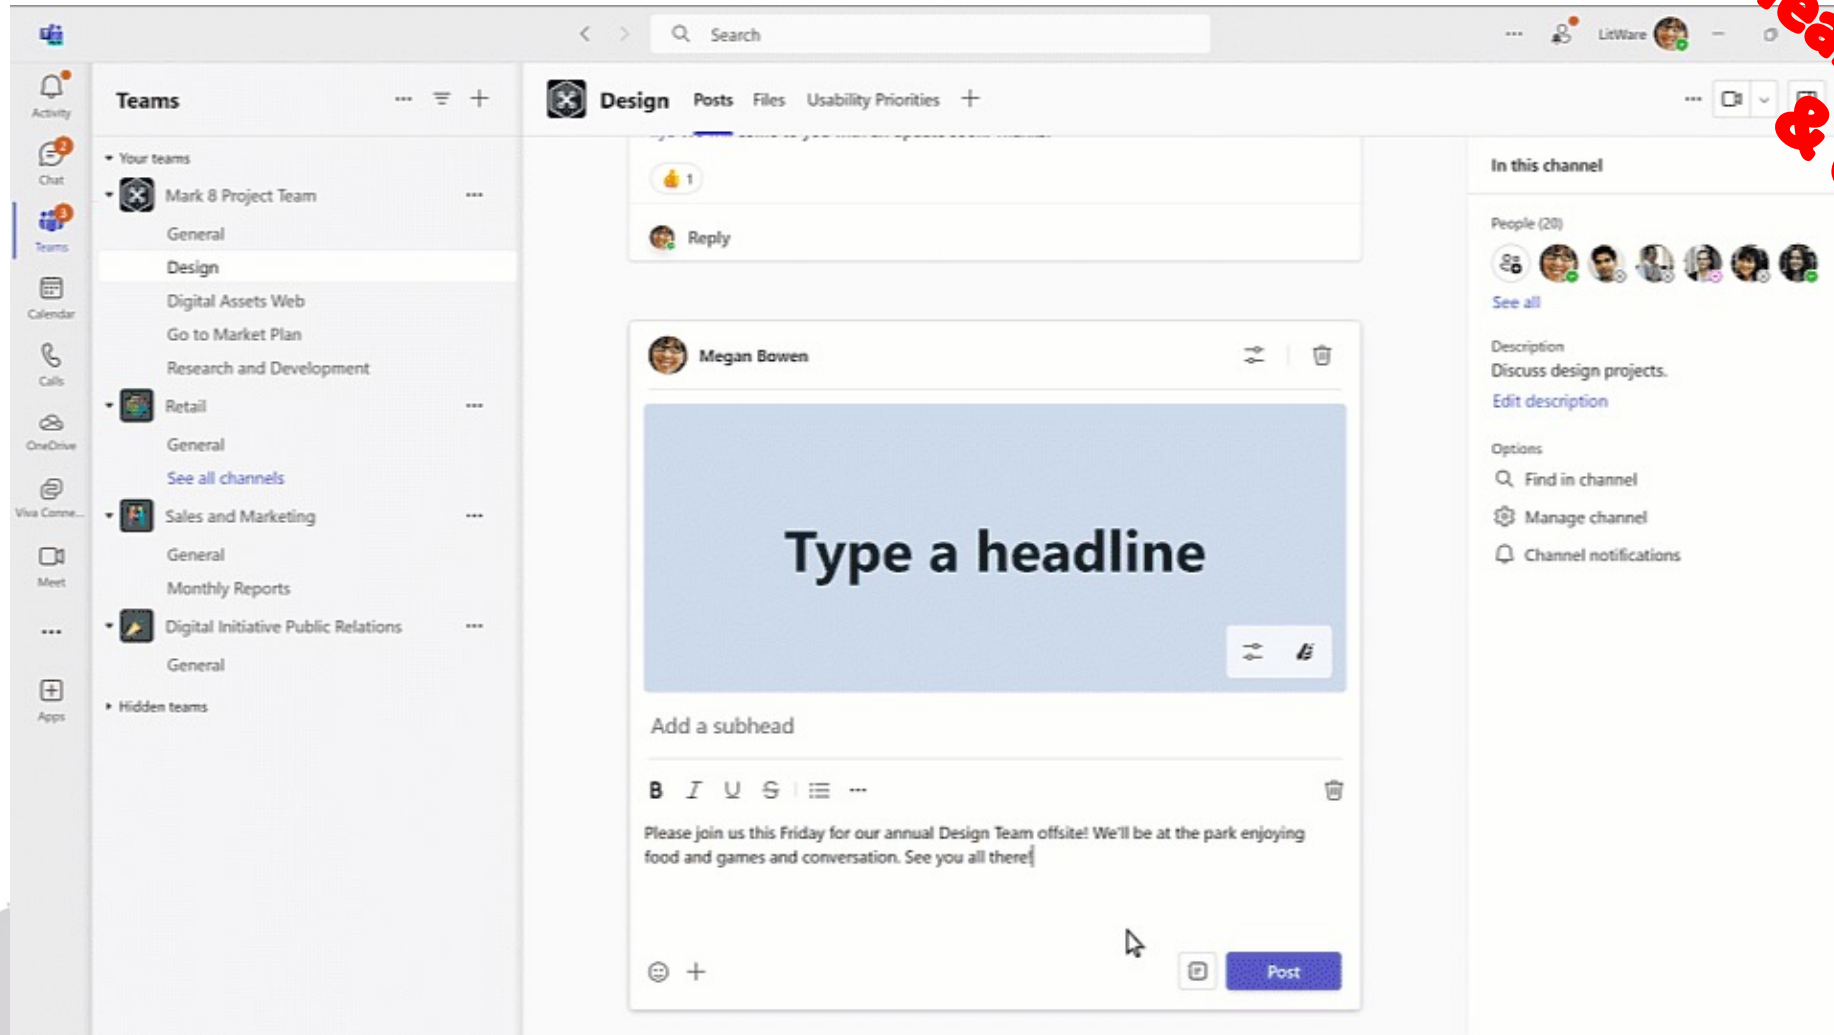 Search
LitWare
Activity
Chat
2
Teams
3
Calendar
Calls
OneDrive
Viva Conne...
Meet
Apps
Teams
Your teams
Mark 8 Project Team
General
Design
Digital Assets Web
Go to Market Plan
Research and Development
Retail
General
See all channels
Sales and Marketing
General
Monthly Reports
Digital Initiative Public Relations
General
Hidden teams
Design Posts Files Usability Priorities
1
Reply
Megan Bowen
Type a headline
Add a subhead
B I U S
Please join us this Friday for our annual Design Team offsite! We'll be at the park enjoying
food and games and conversation. See you all there!
Post
In this channel
People (20)
See all
Description
Discuss design projects.
Edit description
Options
Find in channel
Manage channel
Channel notifications
&